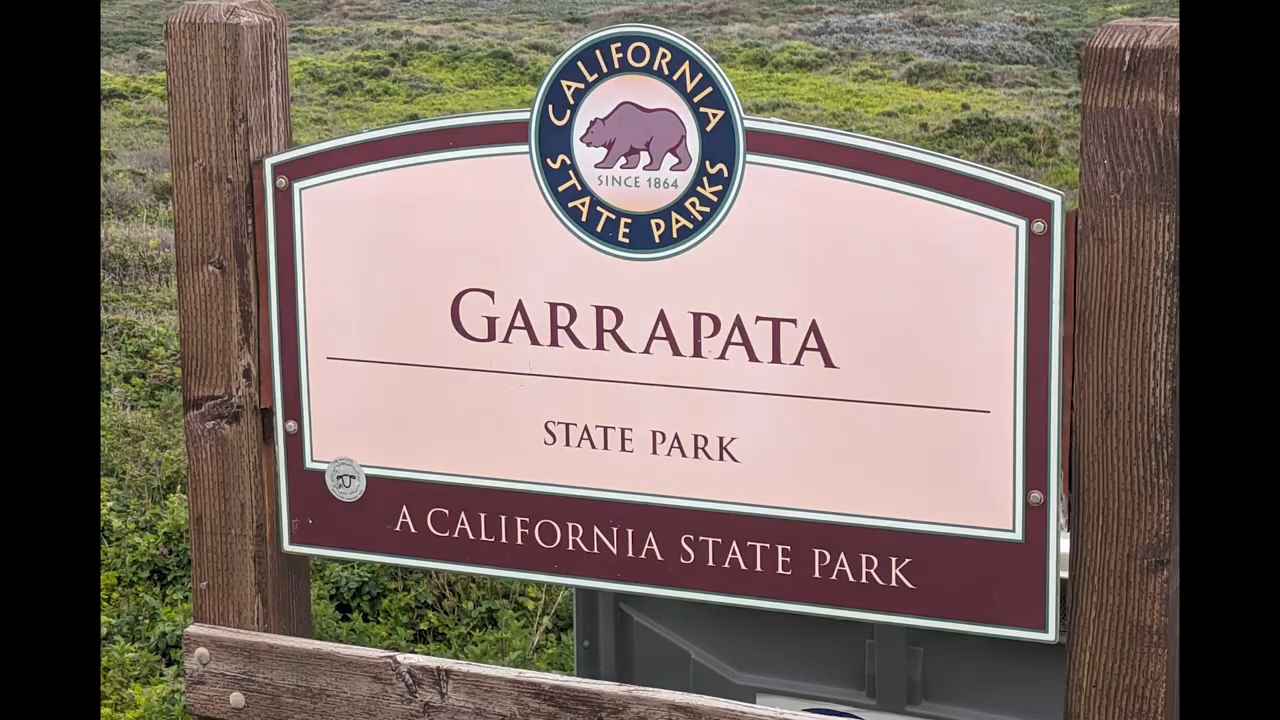 CALIFORNIA
SINCE 1864
STATE PARKS
GARRAPATA
STATE PARK
A CALIFORNIA STATE PARK